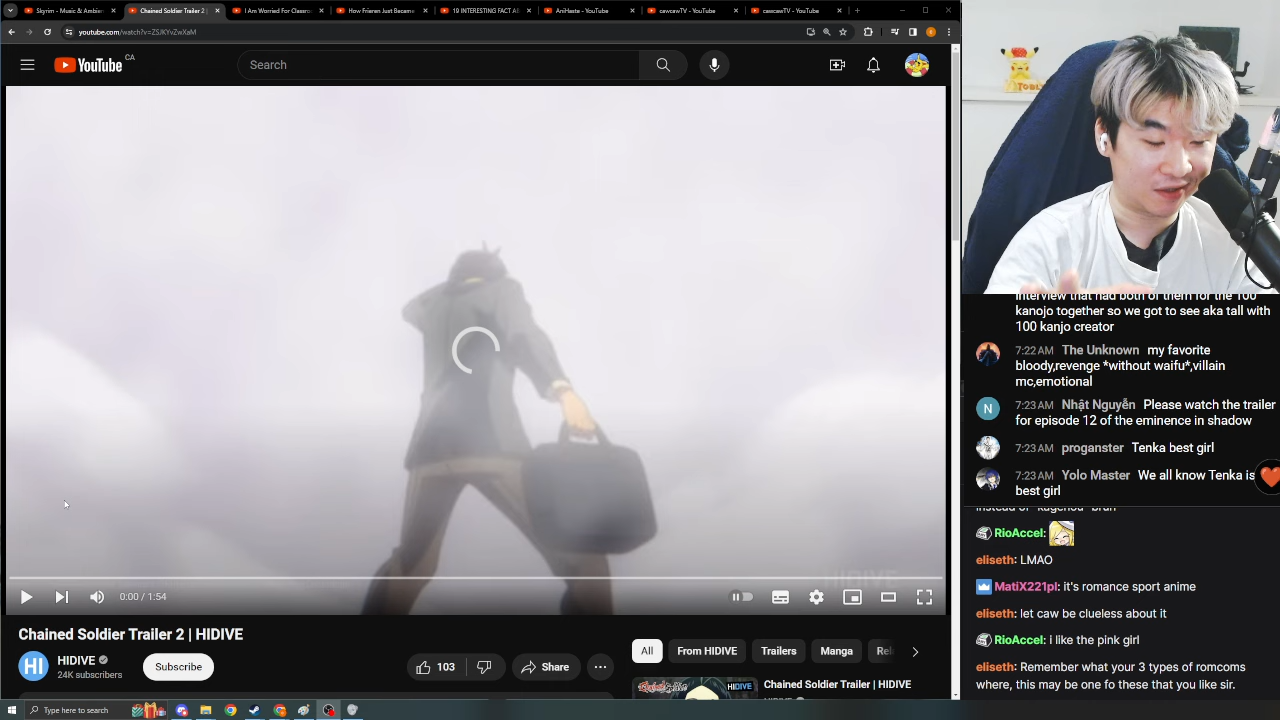 Skyrim - Music & Ambien
Chained Soldier Trailer 2 |
I Am Worried For Classro
How Frieren Just Becam
19 INTERESTING FACT A
AniHaste - YouTube
cawcawTV - YouTube
cawcawTV - YouTube
youtube.com/watch?v=ZSJKYvZwXaM
YouTube CA
Search
TOBL
HIDIVE
0:00 / 1:54
Chained Soldier Trailer 2 | HIDIVE
HIDIVE
24K subscribers
HI
Subscribe
103
Share
All
From HIDIVE
Trailers
Manga
Rel
Chained Soldier Trailer | HIDIVE
HIDIVE
interview that had both of them for the 100
kanojo together so we got to see aka tall with
100 kanjo creator
7:22 AM The Unknown my favorite
bloody,revenge *without waifu*,villain
mc,emotional
N
7:23 AM Nhật Nguyễn Please watch the trailer
for episode 12 of the eminence in shadow
7:23 AM proganster Tenka best girl
7:23 AM Yolo Master We all know Tenka is
best girl
instead of "kagehou" bruh
RioAccel:
eliseth: LMAO
MatiX221pl: it's romance sport anime
eliseth: let caw be clueless about it
RioAccel: i like the pink girl
eliseth: Remember what your 3 types of romcoms
where, this may be one fo these that you like sir.
Type here to search